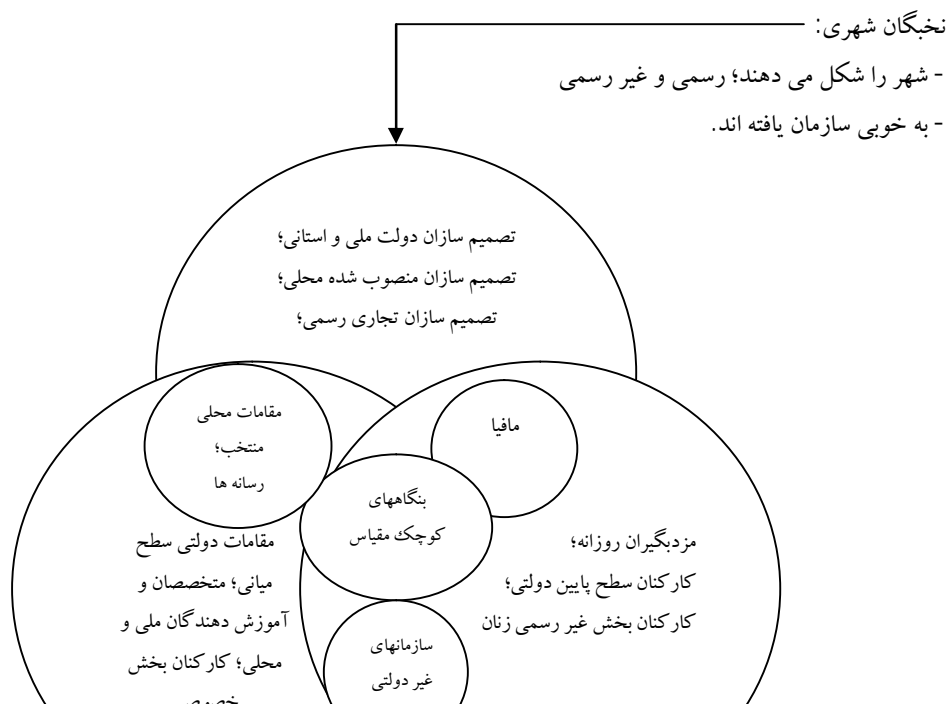 نخبگان شهری:
- شهر را شکل می دهند؛ رسمی و غیر رسمی
- به خوبی سازمان یافته اند.
تصمیم سازان دولت ملی و استانی؛
تصمیم سازان منصوب شده محلی؛
تصمیم سازان تجاری رسمی؛
مافیا
مقامات محلی
منتخب؛
رسانه ها
بنگاههای
کوچک مقیاس
مزدبگیران روزانه؛
کارکنان سطح پایین دولتی؛
کارکنان بخش غیر رسمی زنان
مقامات دولتی سطح
میانی؛ متخصصان و
آموزش دهندگان ملی و
محلی؛ کارکنان بخش
سازمانهای
غیر دولتی